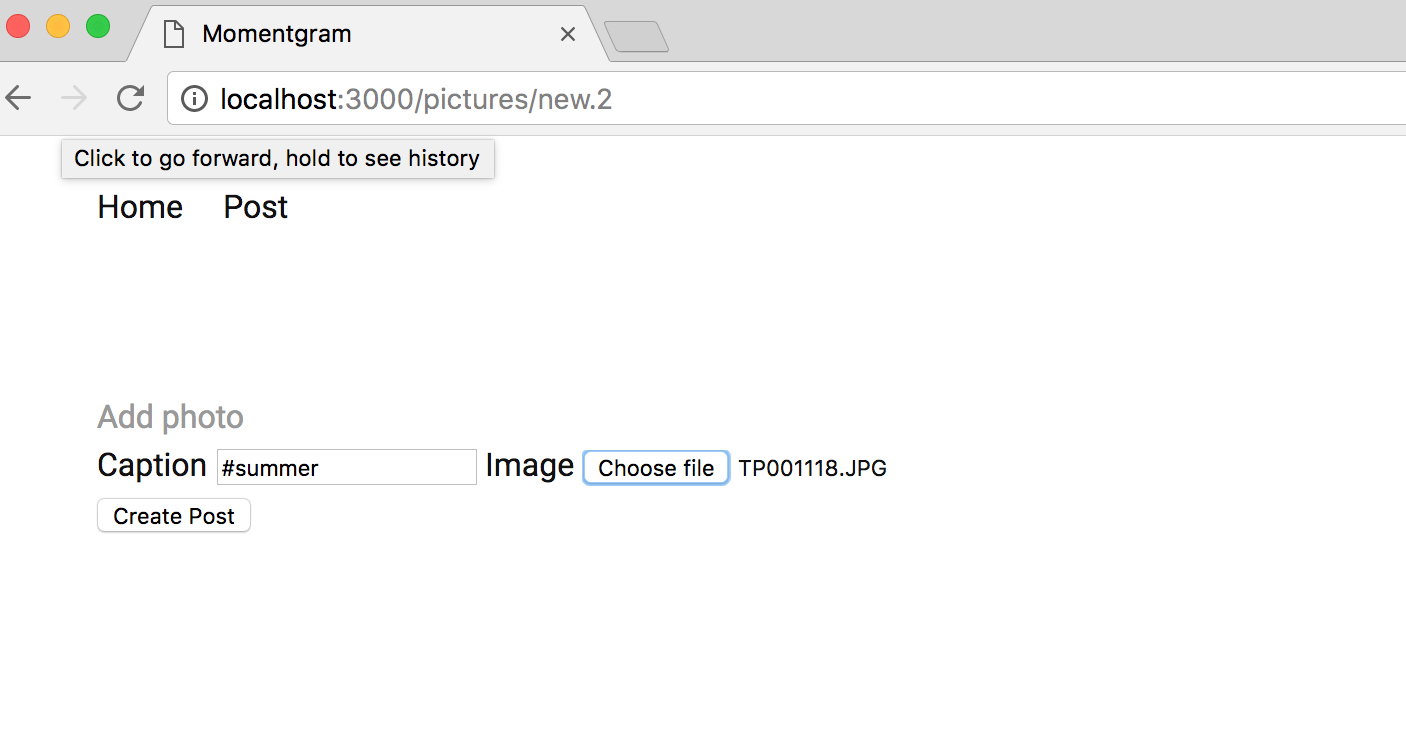 Momentgram
localhost:3000/pictures/new.2
Click to go forward, hold to see history
Home Post
Add photo
Caption #summer Image Choose file TP001118.JPG
Create Post